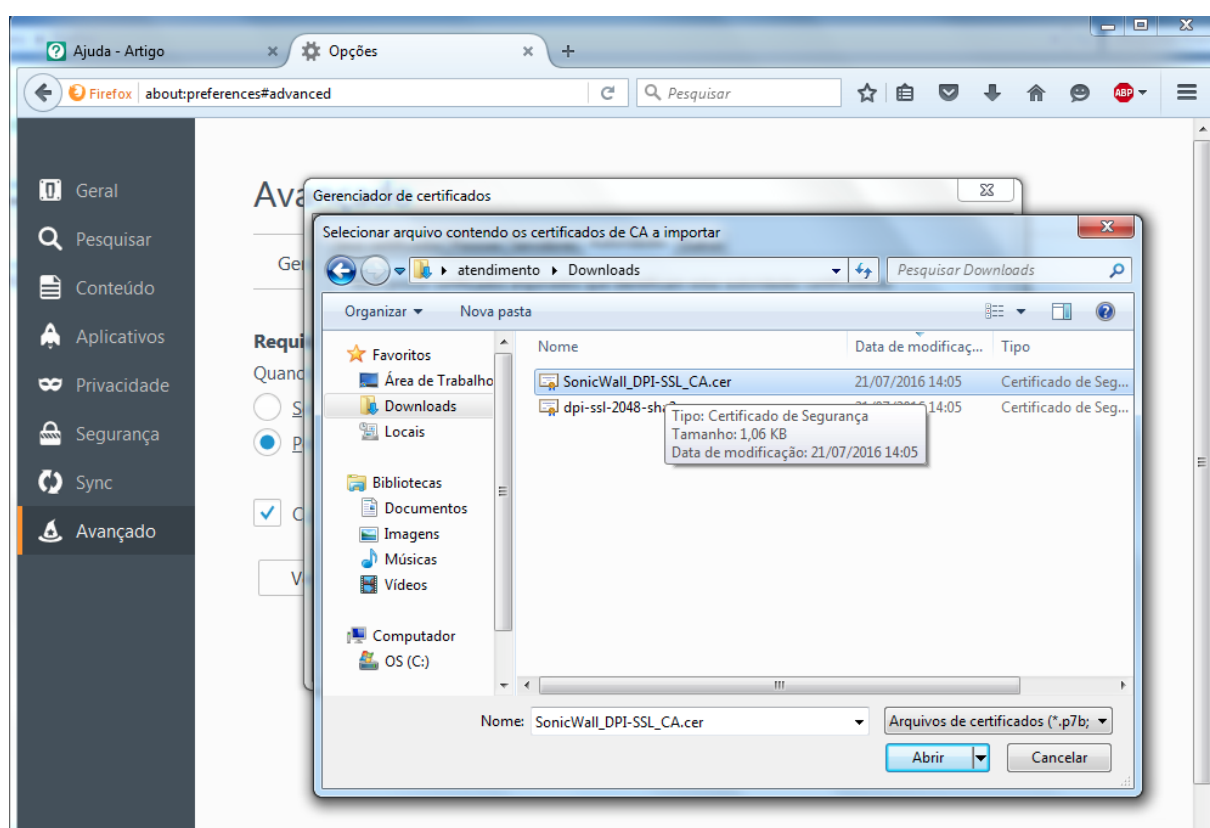 Ajuda - Artigo
Opções
Firefox
about:preferences#advanced
Pesquisar
ABP
Geral
Pesquisar
Conteúdo
Aplicativos
Privacidade
Segurança
Sync
Avançado
Ava
Gerenciador de certificados
Selecionar arquivo contendo os certificados de CA a importar
atendimento
Downloads
Pesquisar Downloads
Organizar
Nova pasta
Favoritos
Área de Trabalho
Downloads
Locais
Bibliotecas
Documentos
Imagens
Músicas
Vídeos
Computador
OS (C:)
Nome
Data de modificaç...
Tipo
SonicWall_DPI-SSL_CA.cer
21/07/2016 14:05
Certificado de Seg...
dpi-ssl-2048-sha
14:05
Certificado de Seg...
Tipo: Certificado de Segurança
Tamanho: 1,06 KB
Data de modificação: 21/07/2016 14:05
Ge
Requi
Quand
S
P
C
V
Nome:
SonicWall_DPI-SSL_CA.cer
Arquivos de certificados (*.p7b;
Abrir
Cancelar